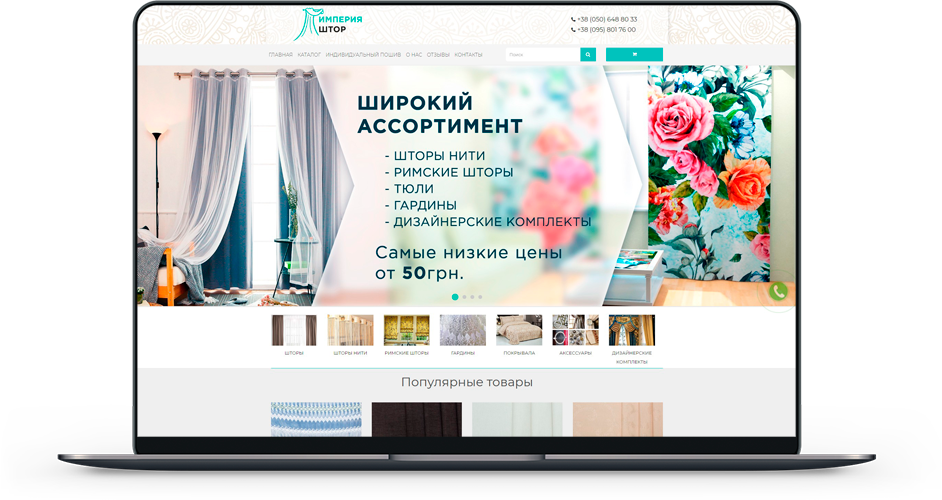 ИМПЕРИЯ
ШТОР
+38 (050) 648 80 33
+38 (095) 801 76 00
ГЛАВНАЯ КАТАЛОГ ИНДИВИДУАЛЬНЫЙ ПОШИВ О НАС ОТЗЫВЫ КОНТАКТЫ
Поиск
ШИРОКИЙ
АССОРТИМЕНТ
- ШТОРЫ НИТИ
- РИМСКИЕ ШТОРЫ
- ТЮЛИ
- ГАРДИНЫ
- ДИЗАЙНЕРСКИЕ КОМПЛЕКТЫ
Самые низкие цены
от 50грн.
ШТОРЫ ШТОРЫ НИТИ РИМСКИЕ ШТОРЫ ГАРДИНЫ ПОКРЫВАЛА АКСЕССУАРЫ ДИЗАЙНЕРСКИЕ
КОМПЛЕКТЫ
Популярные товары